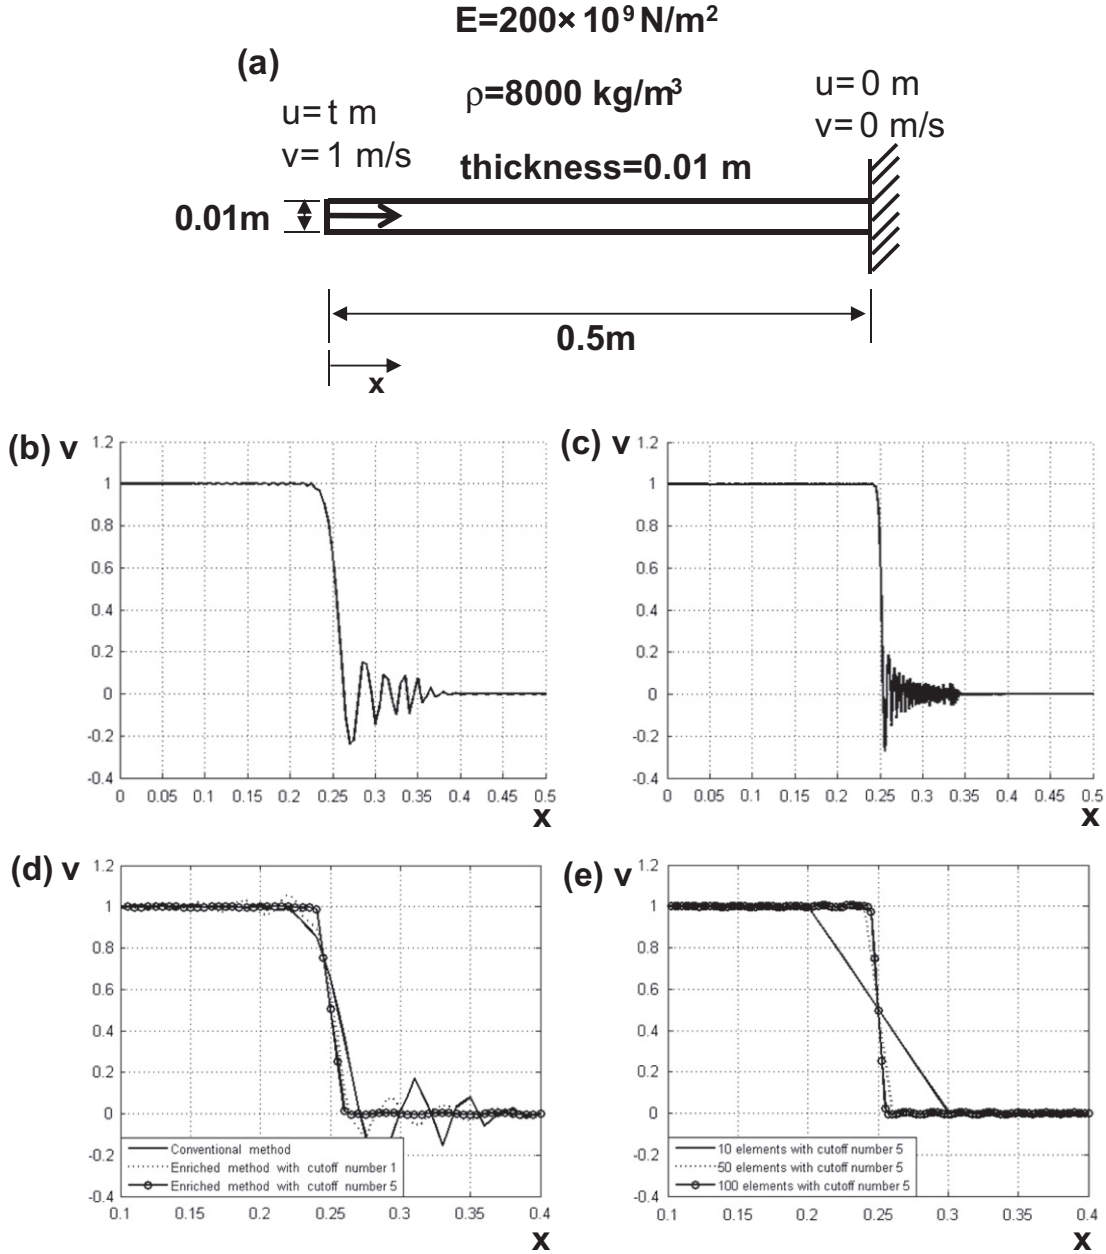 E=200× 10⁹ N/m²
(a)
ρ=8000 kg/m³
u= 0 m
v= 0 m/s
u= t m
v= 1 m/s
thickness=0.01 m
0.01m
0.5m
x
(b) v
1.2
1
0.8
0.6
0.4
0.2
0
-0.2
-0.4
0 0.05 0.1 0.15 0.2 0.25 0.3 0.35 0.4 0.45 0.5
x
(c) v
1.2
1
0.8
0.6
0.4
0.2
0
-0.2
-0.4
0 0.05 0.1 0.15 0.2 0.25 0.3 0.35 0.4 0.45 0.5
x
(d) v
1.2
1
0.8
0.6
0.4
0.2
0
-0.2
-0.4
Conventional method
Enriched method with cutoff number 1
Enriched method with cutoff number 5
0.1 0.15 0.2 0.25 0.3 0.35 0.4
x
(e) v
1.2
1
0.8
0.6
0.4
0.2
0
-0.2
-0.4
10 elements with cutoff number 5
50 elements with cutoff number 5
100 elements with cutoff number 5
0.1 0.15 0.2 0.25 0.3 0.35 0.4
x